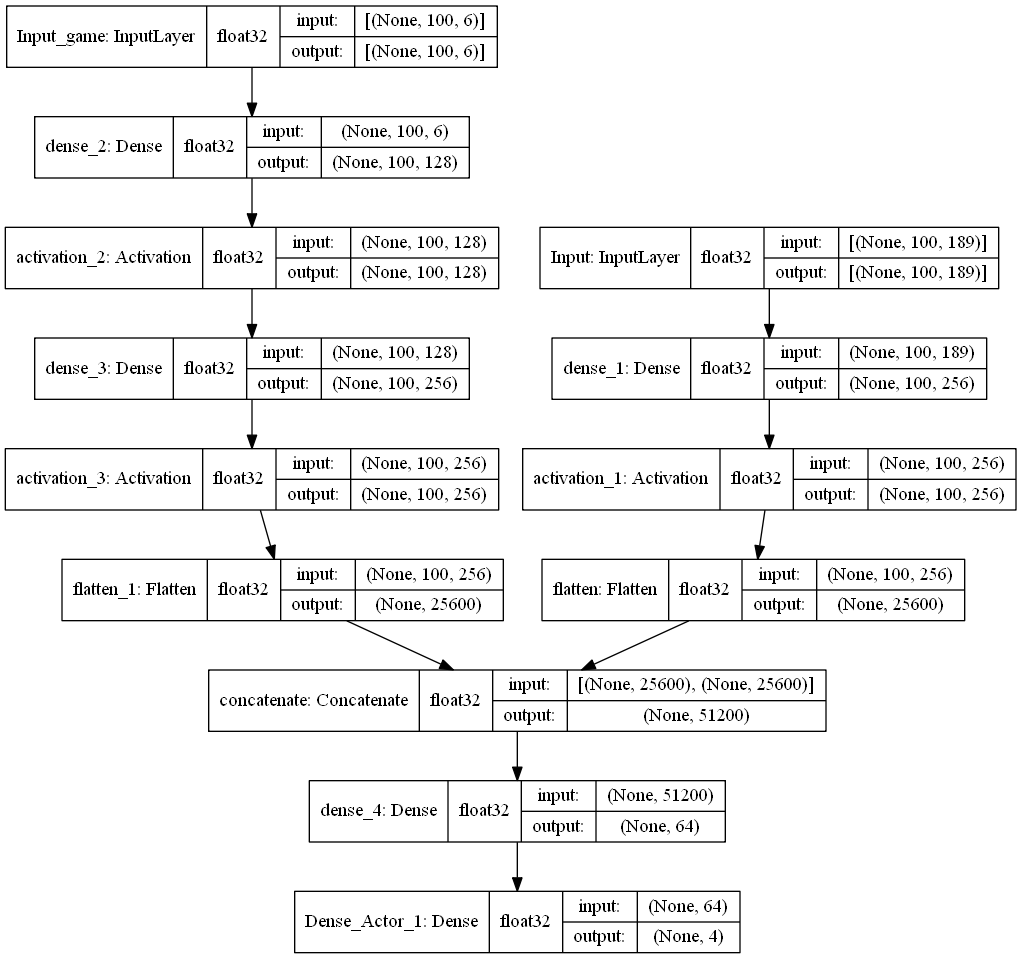 Input_game: InputLayer float32 input: [(None, 100, 6)]
output: [(None, 100, 6)]
dense_2: Dense float32 input: (None, 100, 6)
output: (None, 100, 128)
activation_2: Activation float32 input: (None, 100, 128)
output: (None, 100, 128)
Input: InputLayer float32 input: [(None, 100, 189)]
output: [(None, 100, 189)]
dense_3: Dense float32 input: (None, 100, 128)
output: (None, 100, 256)
dense_1: Dense float32 input: (None, 100, 189)
output: (None, 100, 256)
activation_3: Activation float32 input: (None, 100, 256)
output: (None, 100, 256)
activation_1: Activation float32 input: (None, 100, 256)
output: (None, 100, 256)
flatten_1: Flatten float32 input: (None, 100, 256)
output: (None, 25600)
flatten: Flatten float32 input: (None, 100, 256)
output: (None, 25600)
concatenate: Concatenate float32 input: [(None, 25600), (None, 25600)]
output: (None, 51200)
dense_4: Dense float32 input: (None, 51200)
output: (None, 64)
Dense_Actor_1: Dense float32 input: (None, 64)
output: (None, 4)